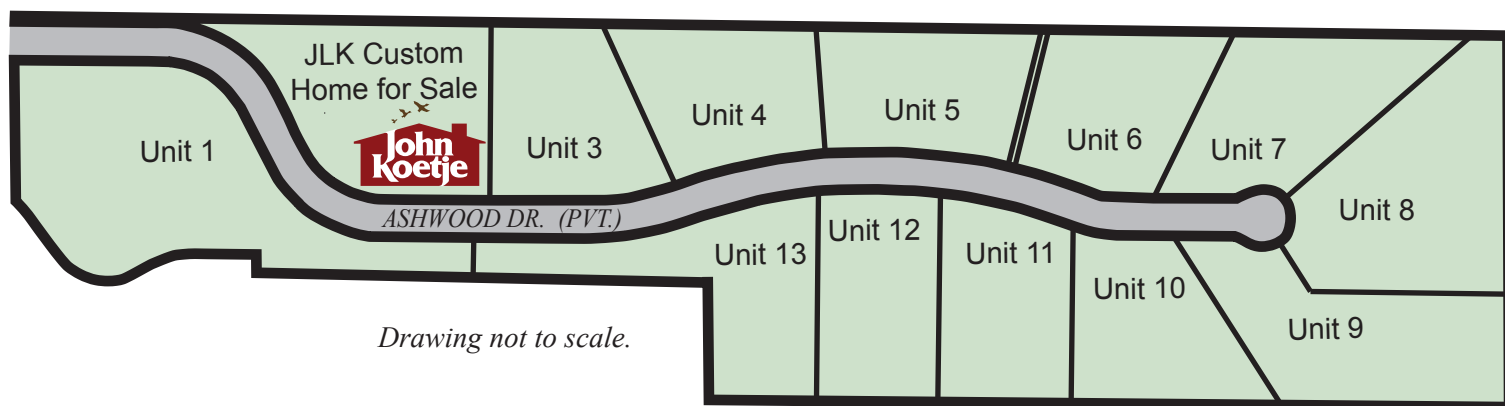 JLK Custom
Home for Sale
John
Koetje
Unit 1
Unit 3
Unit 4
Unit 5
Unit 6
Unit 7
Unit 8
ASHWOOD DR. (PVT.)
Unit 13
Unit 12
Unit 11
Unit 10
Unit 9
Drawing not to scale.